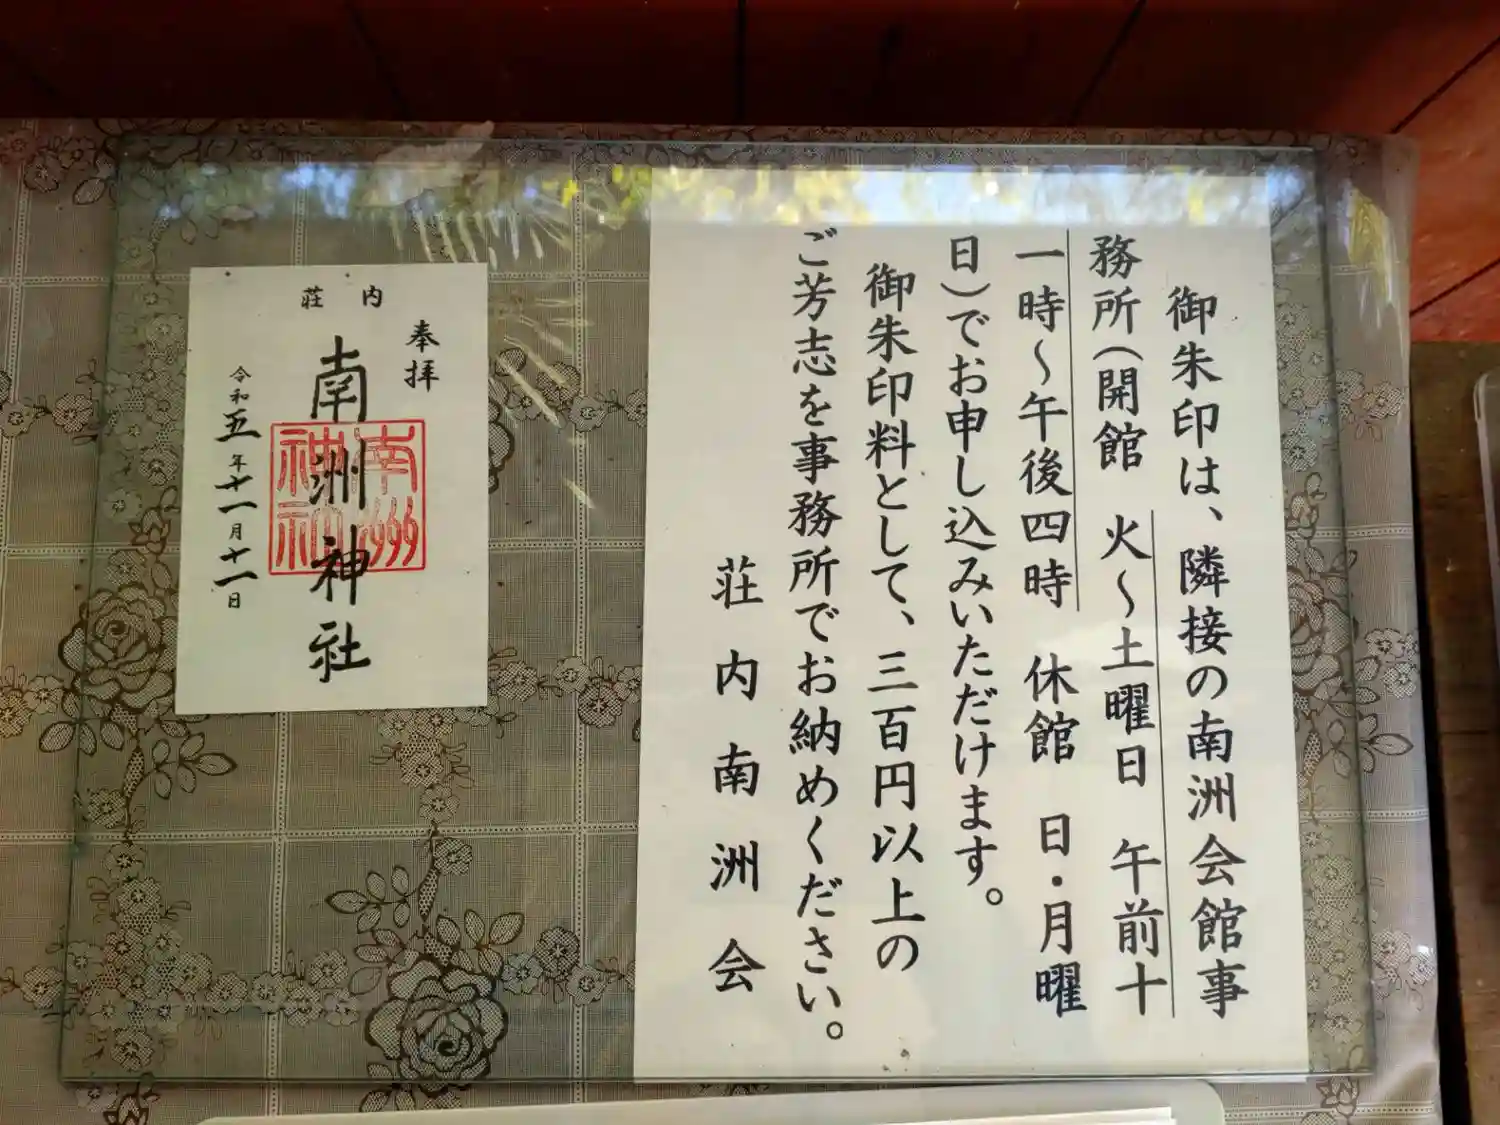 御朱印は、隣接の南洲会館事
務所(開館 火~土曜日 午前十
一時~午後四時 休館 日・月曜
日)でお申し込みいただけます。
御朱印料として、三百円以上の
ご芳志を事務所でお納めください。
荘内南洲会
奉拝
荘内
南洲神社
南州
神社
令和五年十一月十一日